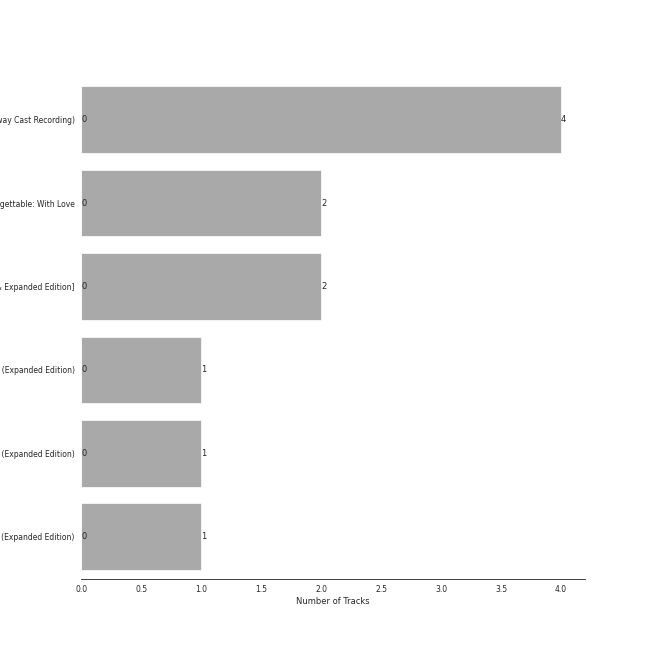 way Cast Recording) 0 4
gettable: With Love 0 2
& Expanded Edition] 0 2
(Expanded Edition) 0 1
(Expanded Edition) 0 1
(Expanded Edition) 0 1
0.0 0.5 1.0 1.5 2.0 2.5 3.0 3.5 4.0
Number of Tracks